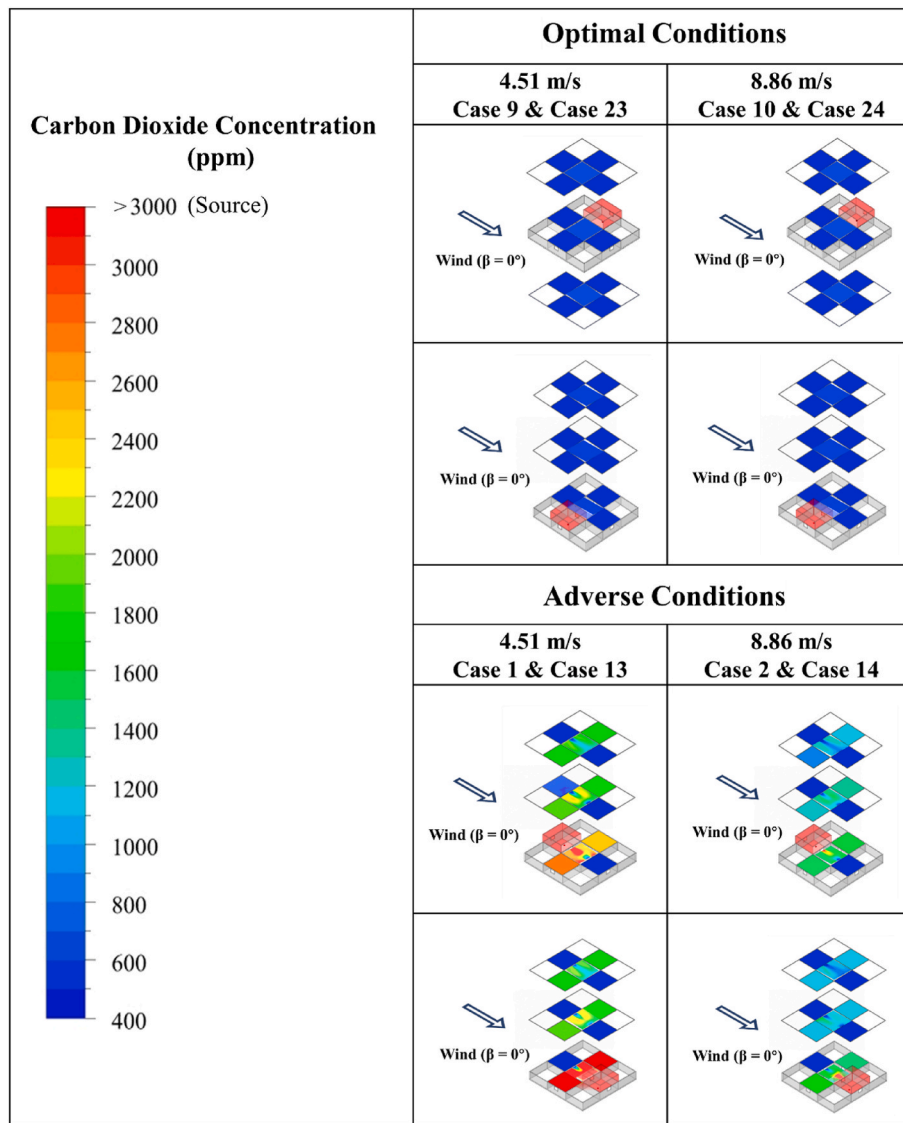 Optimal Conditions
4.51 m/s
Case 9 & Case 23
8.86 m/s
Case 10 & Case 24
Carbon Dioxide Concentration
(ppm)
>3000 (Source)
3000
2800
2600
2400
2200
2000
1800
1600
1400
1200
1000
800
600
400
Wind (β = 0°)
Wind (β = 0°)
Wind (β = 0°)
Wind (β = 0°)
Adverse Conditions
4.51 m/s
Case 1 & Case 13
8.86 m/s
Case 2 & Case 14
Wind (β = 0°)
Wind (β = 0°)
Wind (β = 0°)
Wind (β = 0°)